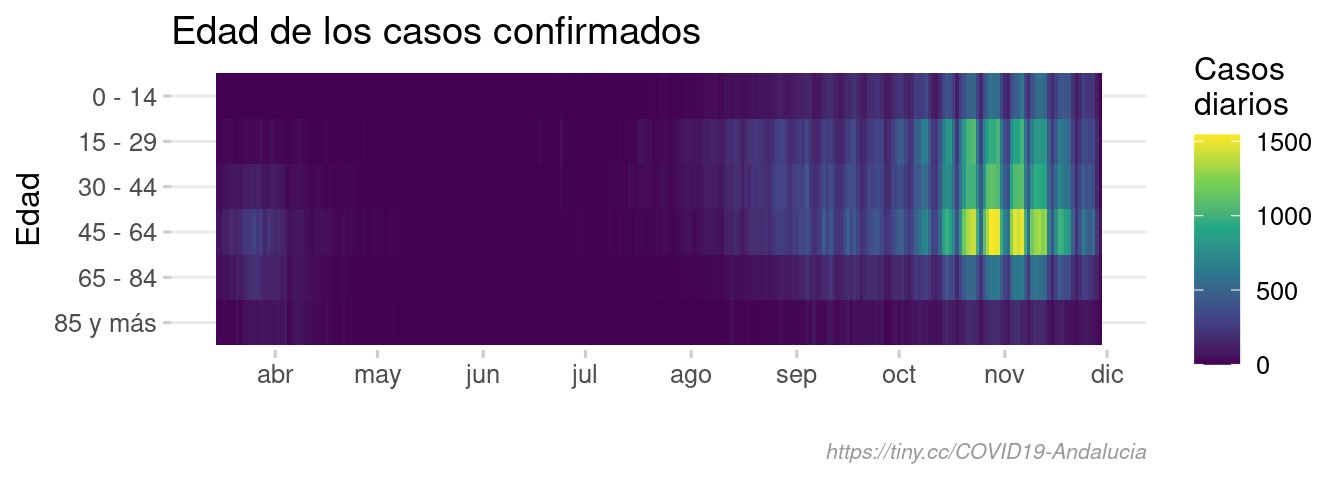 Edad de los casos confirmados
Edad
0 - 14
15 - 29
30 - 44
45 - 64
65 - 84
85 y más
abr may jun jul ago sep oct nov dic
Casos
diarios
1500
1000
500
0
https://tiny.cc/COVID19-Andalucia